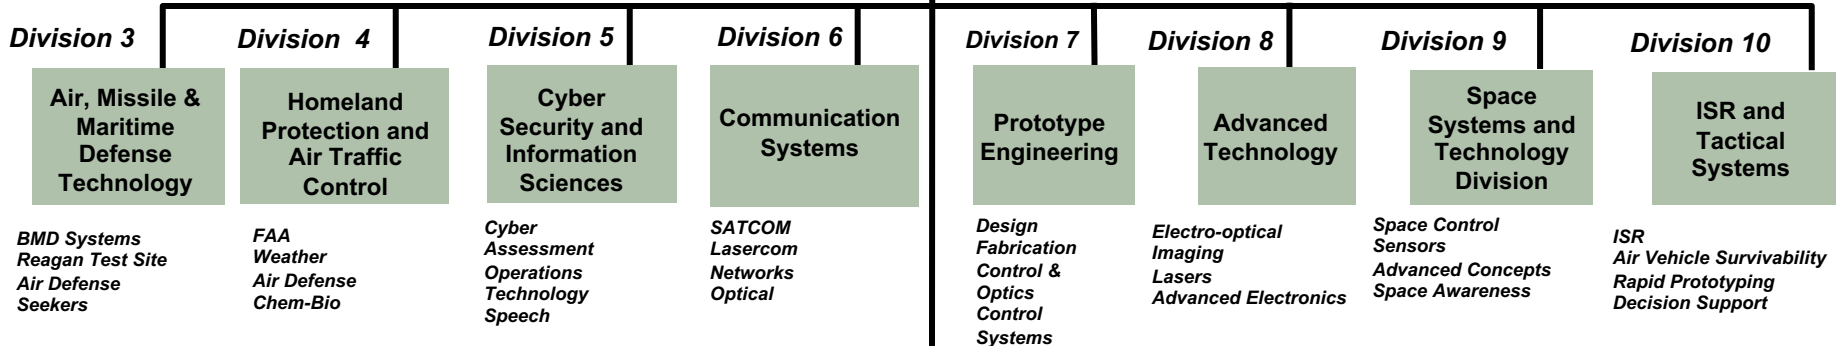 Division 3
Air, Missile &
Maritime
Defense
Technology
BMD Systems
Reagan Test Site
Air Defense
Seekers
Division 4
Homeland
Protection and
Air Traffic
Control
FAA
Weather
Air Defense
Chem-Bio
Division 5
Cyber
Security and
Information
Sciences
Cyber
Assessment
Operations
Technology
Speech
Division 6
Communication
Systems
SATCOM
Lasercom
Networks
Optical
Division 7
Prototype
Engineering
Design
Fabrication
Control &
Optics
Control
Systems
Division 8
Advanced
Technology
Electro-optical
Imaging
Lasers
Advanced Electronics
Division 9
Space
Systems and
Technology
Division
Space Control
Sensors
Advanced Concepts
Space Awareness
Division 10
ISR and
Tactical
Systems
ISR
Air Vehicle Survivability
Rapid Prototyping
Decision Support